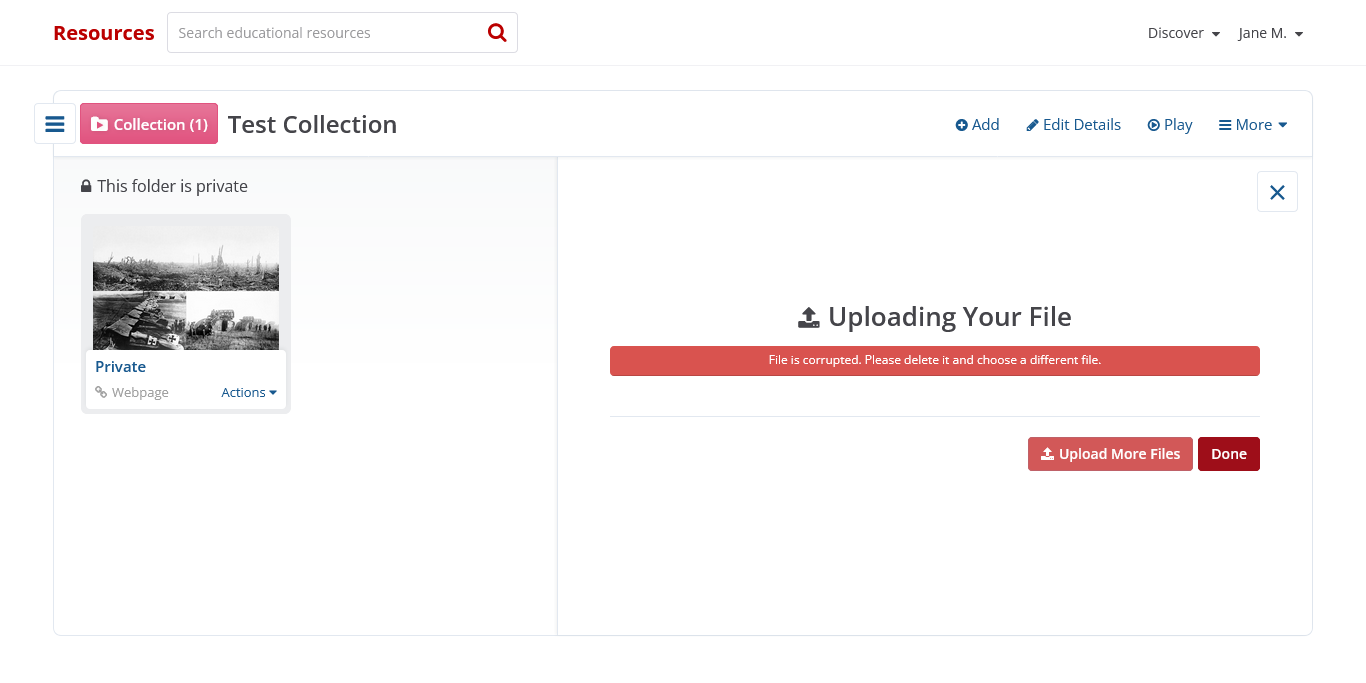 Resources
Search educational resources
Discover
Jane M.
Collection (1)
Test Collection
Add
Edit Details
Play
More
This folder is private
Private
Webpage
Actions
Uploading Your File
File is corrupted. Please delete it and choose a different file.
Upload More Files
Done